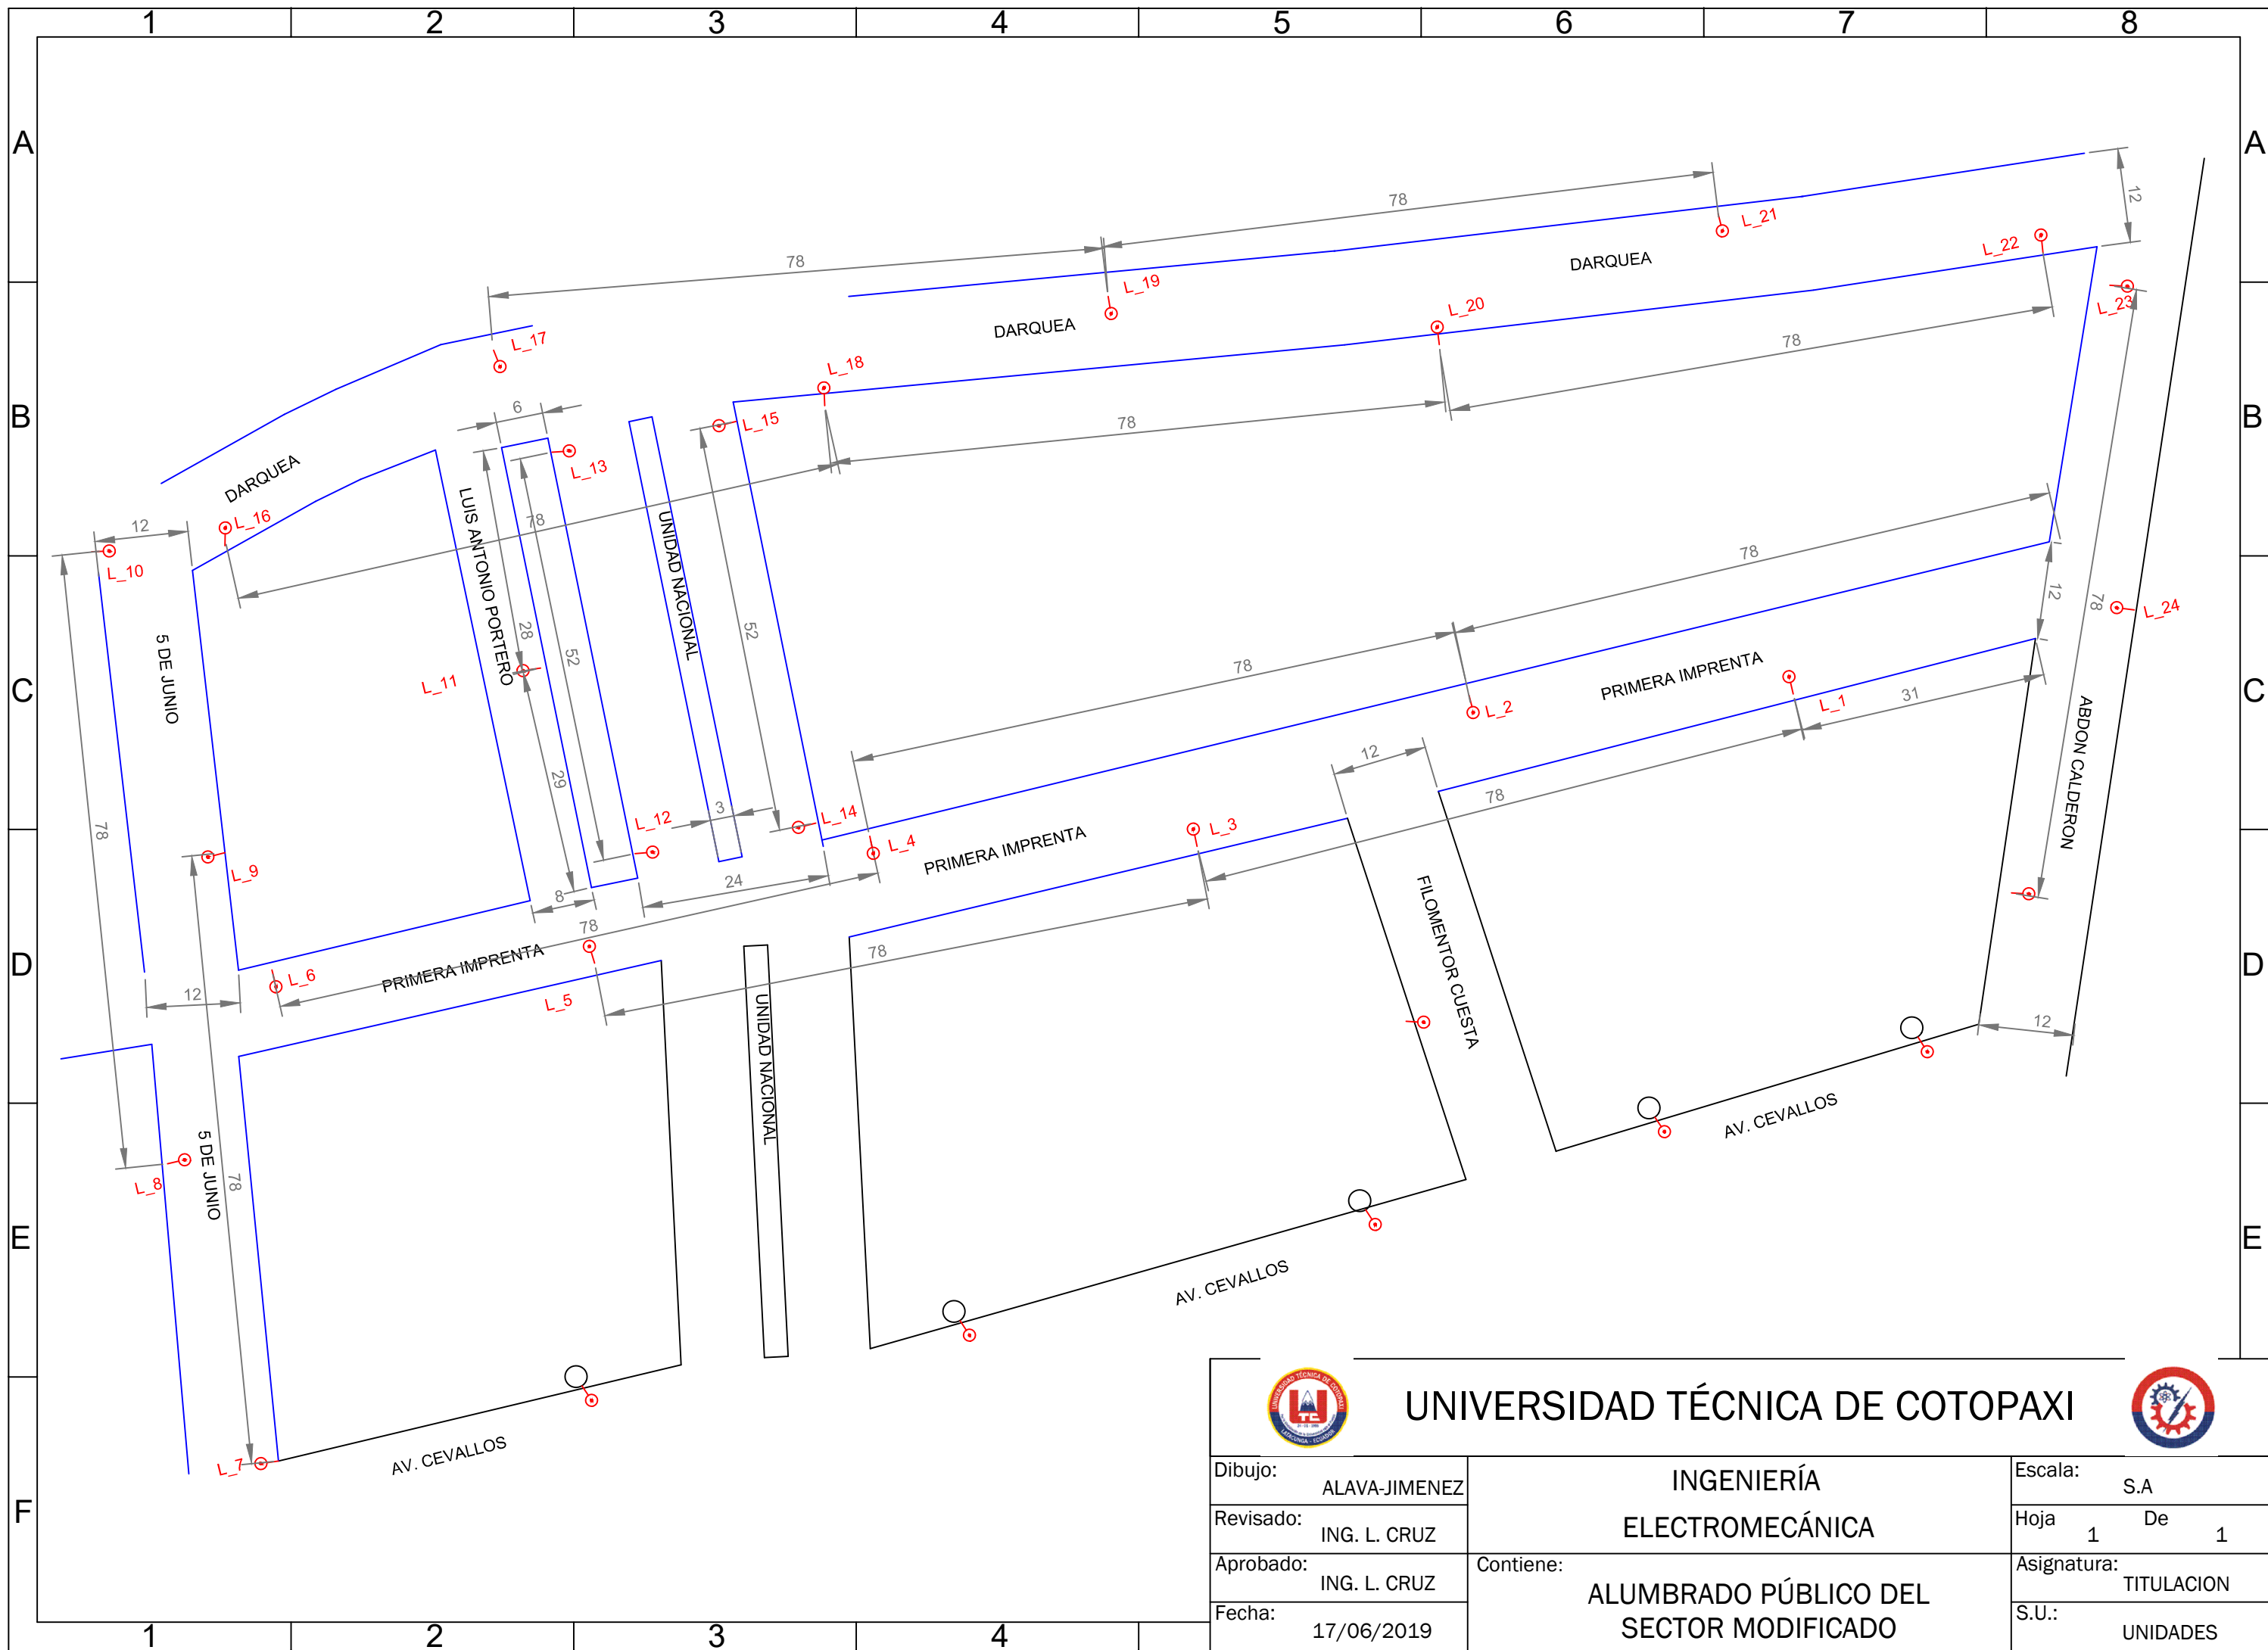 1 2 3 4 5 6 7 8
A A
B B
C C
D D
E E
F
1 2 3 4
78
78
12
L_21
L_22
DARQUEA
L_19
L_23
DARQUEA
L_20
L_17
78
L_18
6
78
L_15
L_13
DARQUEA
L_16
12
78
L_10
LUIS ANTONIO PORTERO
UNIDAD NACIONAL
78
12
78
L_24
28
52
52
5 DE JUNIO
L_11
78
PRIMERA IMPRENTA
L_2
L_1
31
ABDON CALDERON
12
29
78
78
3
L_12
L_14
L_4
L_3
PRIMERA IMPRENTA
L_9
24
8
78
FILOMENTOR CUESTA
78
PRIMERA IMPRENTA
L_6
12
L_5
UNIDAD NACIONAL
12
AV. CEVALLOS
5 DE JUNIO
78
L_8
AV. CEVALLOS
L_7
AV. CEVALLOS
UNIVERSIDAD TÉCNICA DE COTOPAXI
Dibujo:
ALAVA-JIMENEZ
Revisado:
ING. L. CRUZ
Aprobado:
ING. L. CRUZ
Fecha:
17/06/2019
INGENIERÍA
ELECTROMECÁNICA
Contiene:
ALUMBRADO PÚBLICO DEL
SECTOR MODIFICADO
Escala:
S.A
Hoja 1 De 1
Asignatura:
TITULACION
S.U.:
UNIDADES